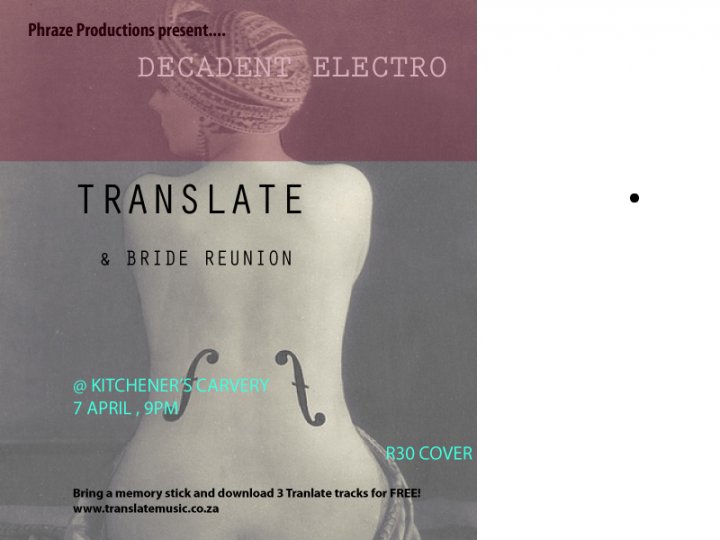 Phraze Productions present....
DECADENT ELECTRO
TRANSLATE
& BRIDE REUNION
@ KITCHENER'S CARVERY
7 APRIL , 9PM
R30 COVER
Bring a memory stick and download 3 Tranlate tracks for FREE!
www.translatemusic.co.za